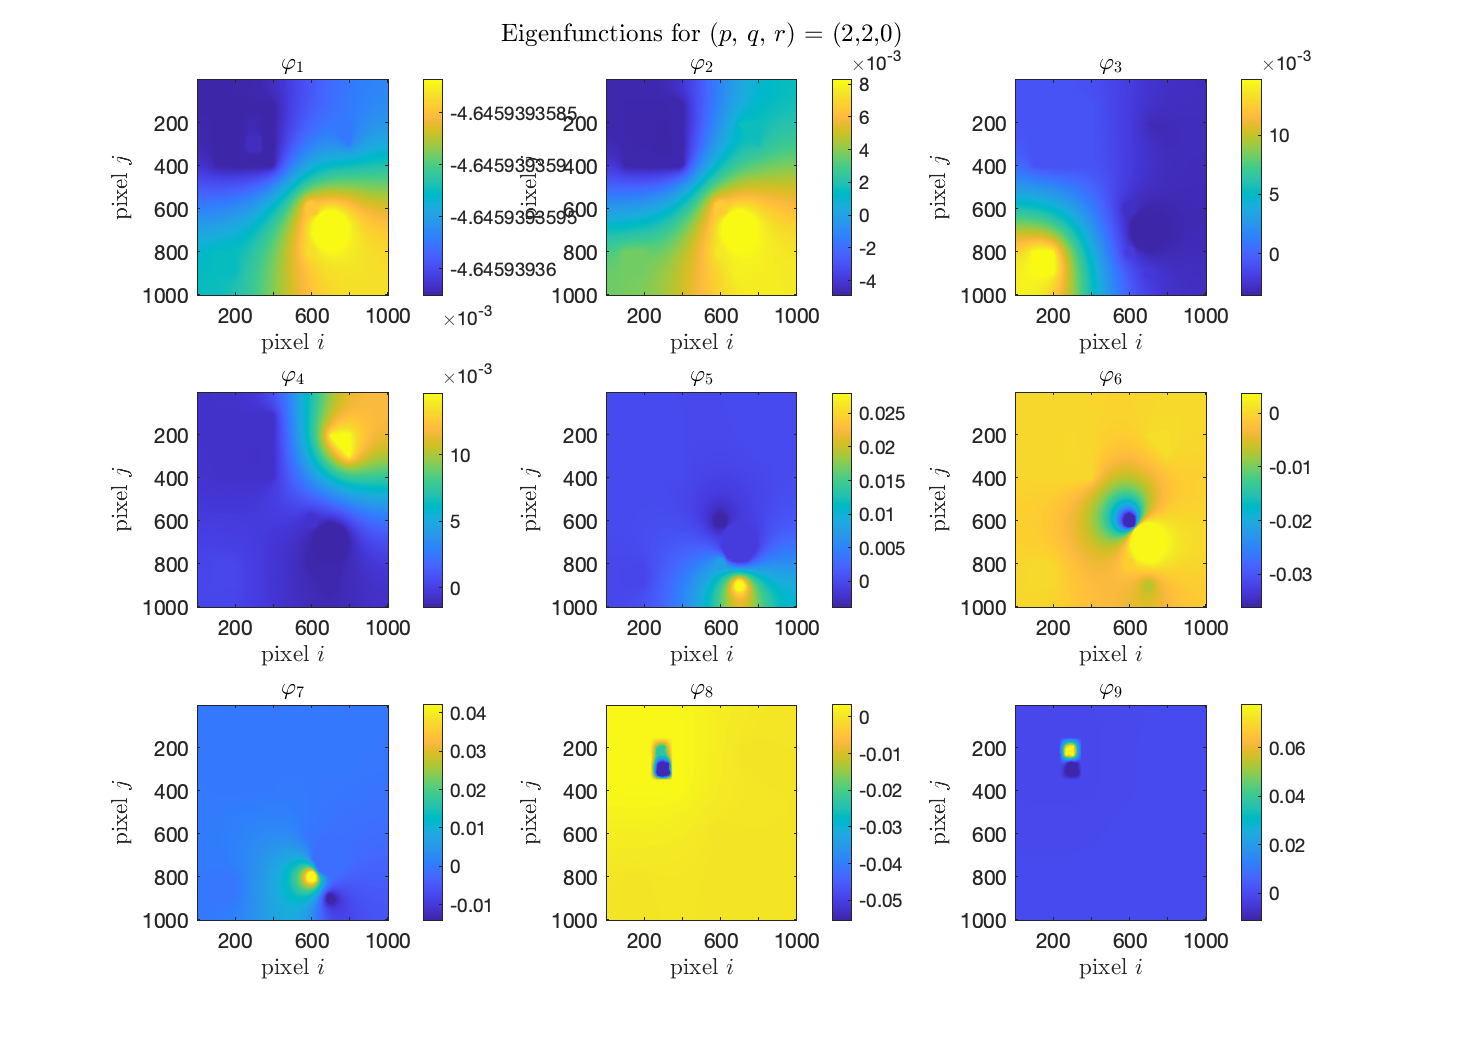 Eigenfunctions for (p, q, r) = (2,2,0)
φ1
φ2
×10-3
φ3
×10-3
200
400
600
800
1000
pixel j
200 600 1000
pixel i
-4.6459393585
-4.645939359
-4.6459393595
-4.64593936
×10-3
200
400
600
800
1000
pixel j
200 600 1000
pixel i
8
6
4
2
0
-2
-4
200
400
600
800
1000
pixel j
200 600 1000
pixel i
10
5
0
φ4
×10-3
φ5
φ6
200
400
600
800
1000
pixel j
200 600 1000
pixel i
10
5
0
200
400
600
800
1000
pixel j
200 600 1000
pixel i
0.025
0.02
0.015
0.01
0.005
0
200
400
600
800
1000
pixel j
200 600 1000
pixel i
0
-0.01
-0.02
-0.03
φ7
φ8
φ9
200
400
600
800
1000
pixel j
200 600 1000
pixel i
0.04
0.03
0.02
0.01
0
-0.01
200
400
600
800
1000
pixel j
200 600 1000
pixel i
0
-0.01
-0.02
-0.03
-0.04
-0.05
200
400
600
800
1000
pixel j
200 600 1000
pixel i
0.06
0.04
0.02
0